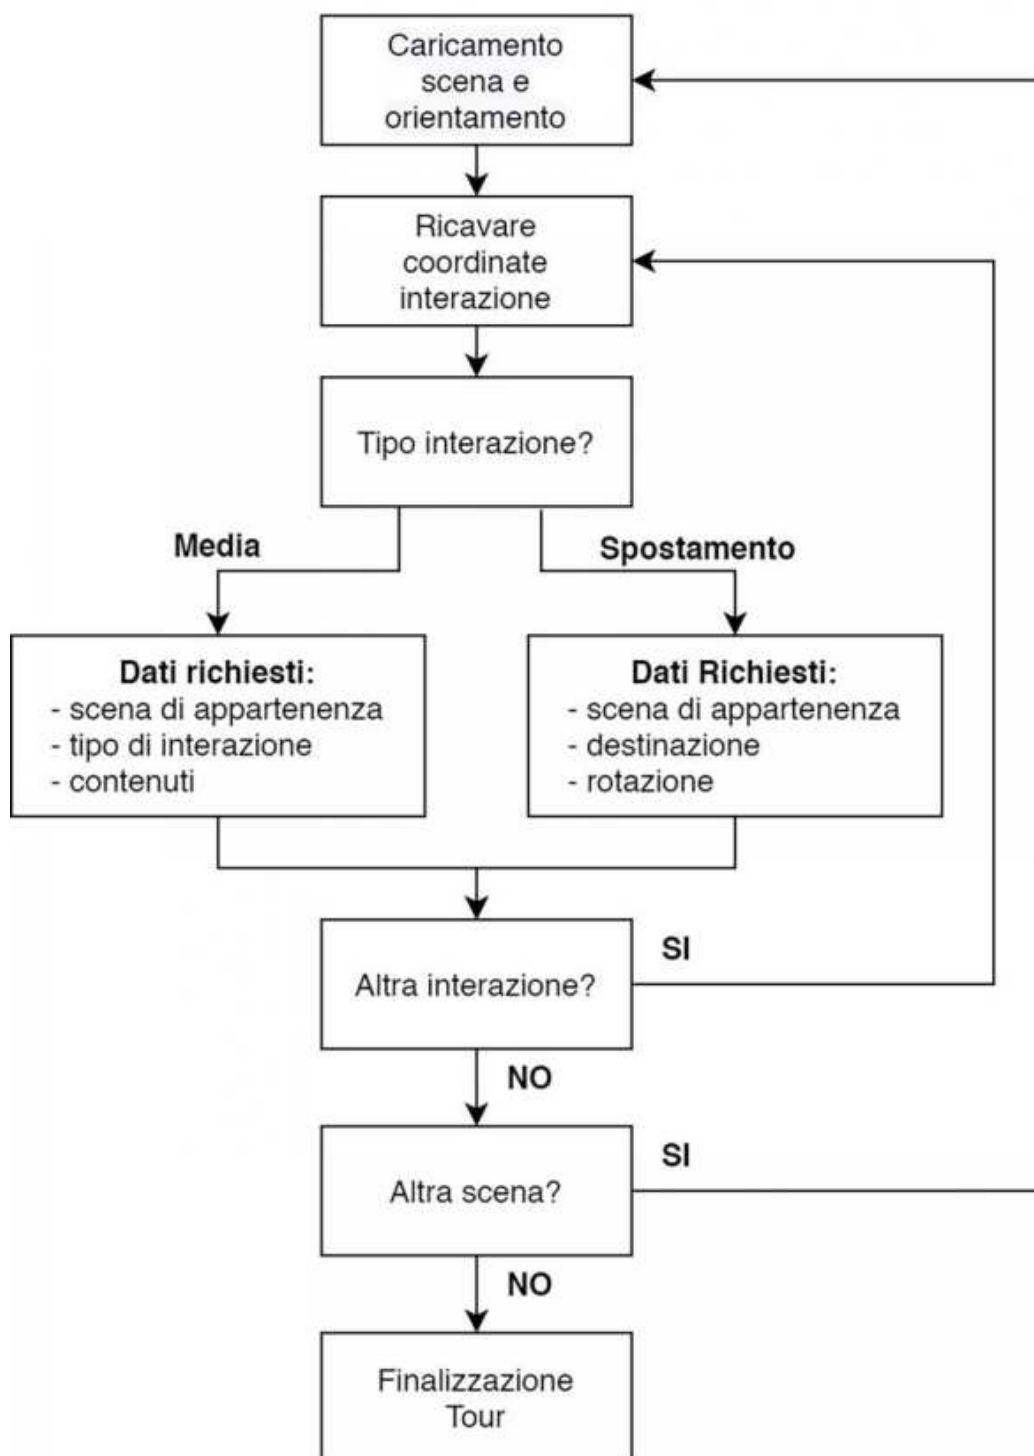 Caricamento
scena e
orientamento
Ricavare
coordinate
interazione
Tipo interazione?
Media
Spostamento
Dati richiesti:
- scena di appartenenza
- tipo di interazione
- contenuti
Dati Richiesti:
- scena di appartenenza
- destinazione
- rotazione
Altra interazione?
SI
NO
Altra scena?
SI
NO
Finalizzazione
Tour